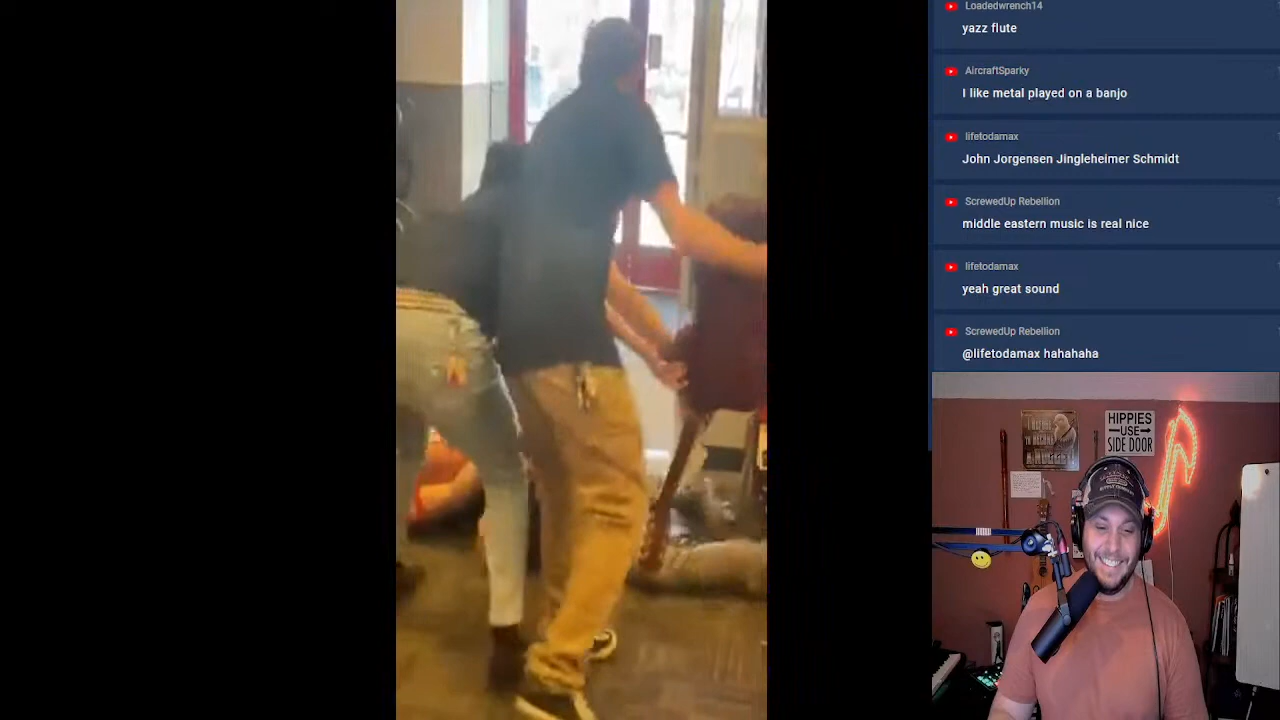 Loadedwrench14
yazz flute
AircraftSparky
I like metal played on a banjo
lifetodamax
John Jorgensen Jingleheimer Schmidt
ScrewedUp Rebellion
middle eastern music is real nice
lifetodamax
yeah great sound
ScrewedUp Rebellion
@lifetodamax hahahaha
HIPPIES
USE
SIDE DOOR